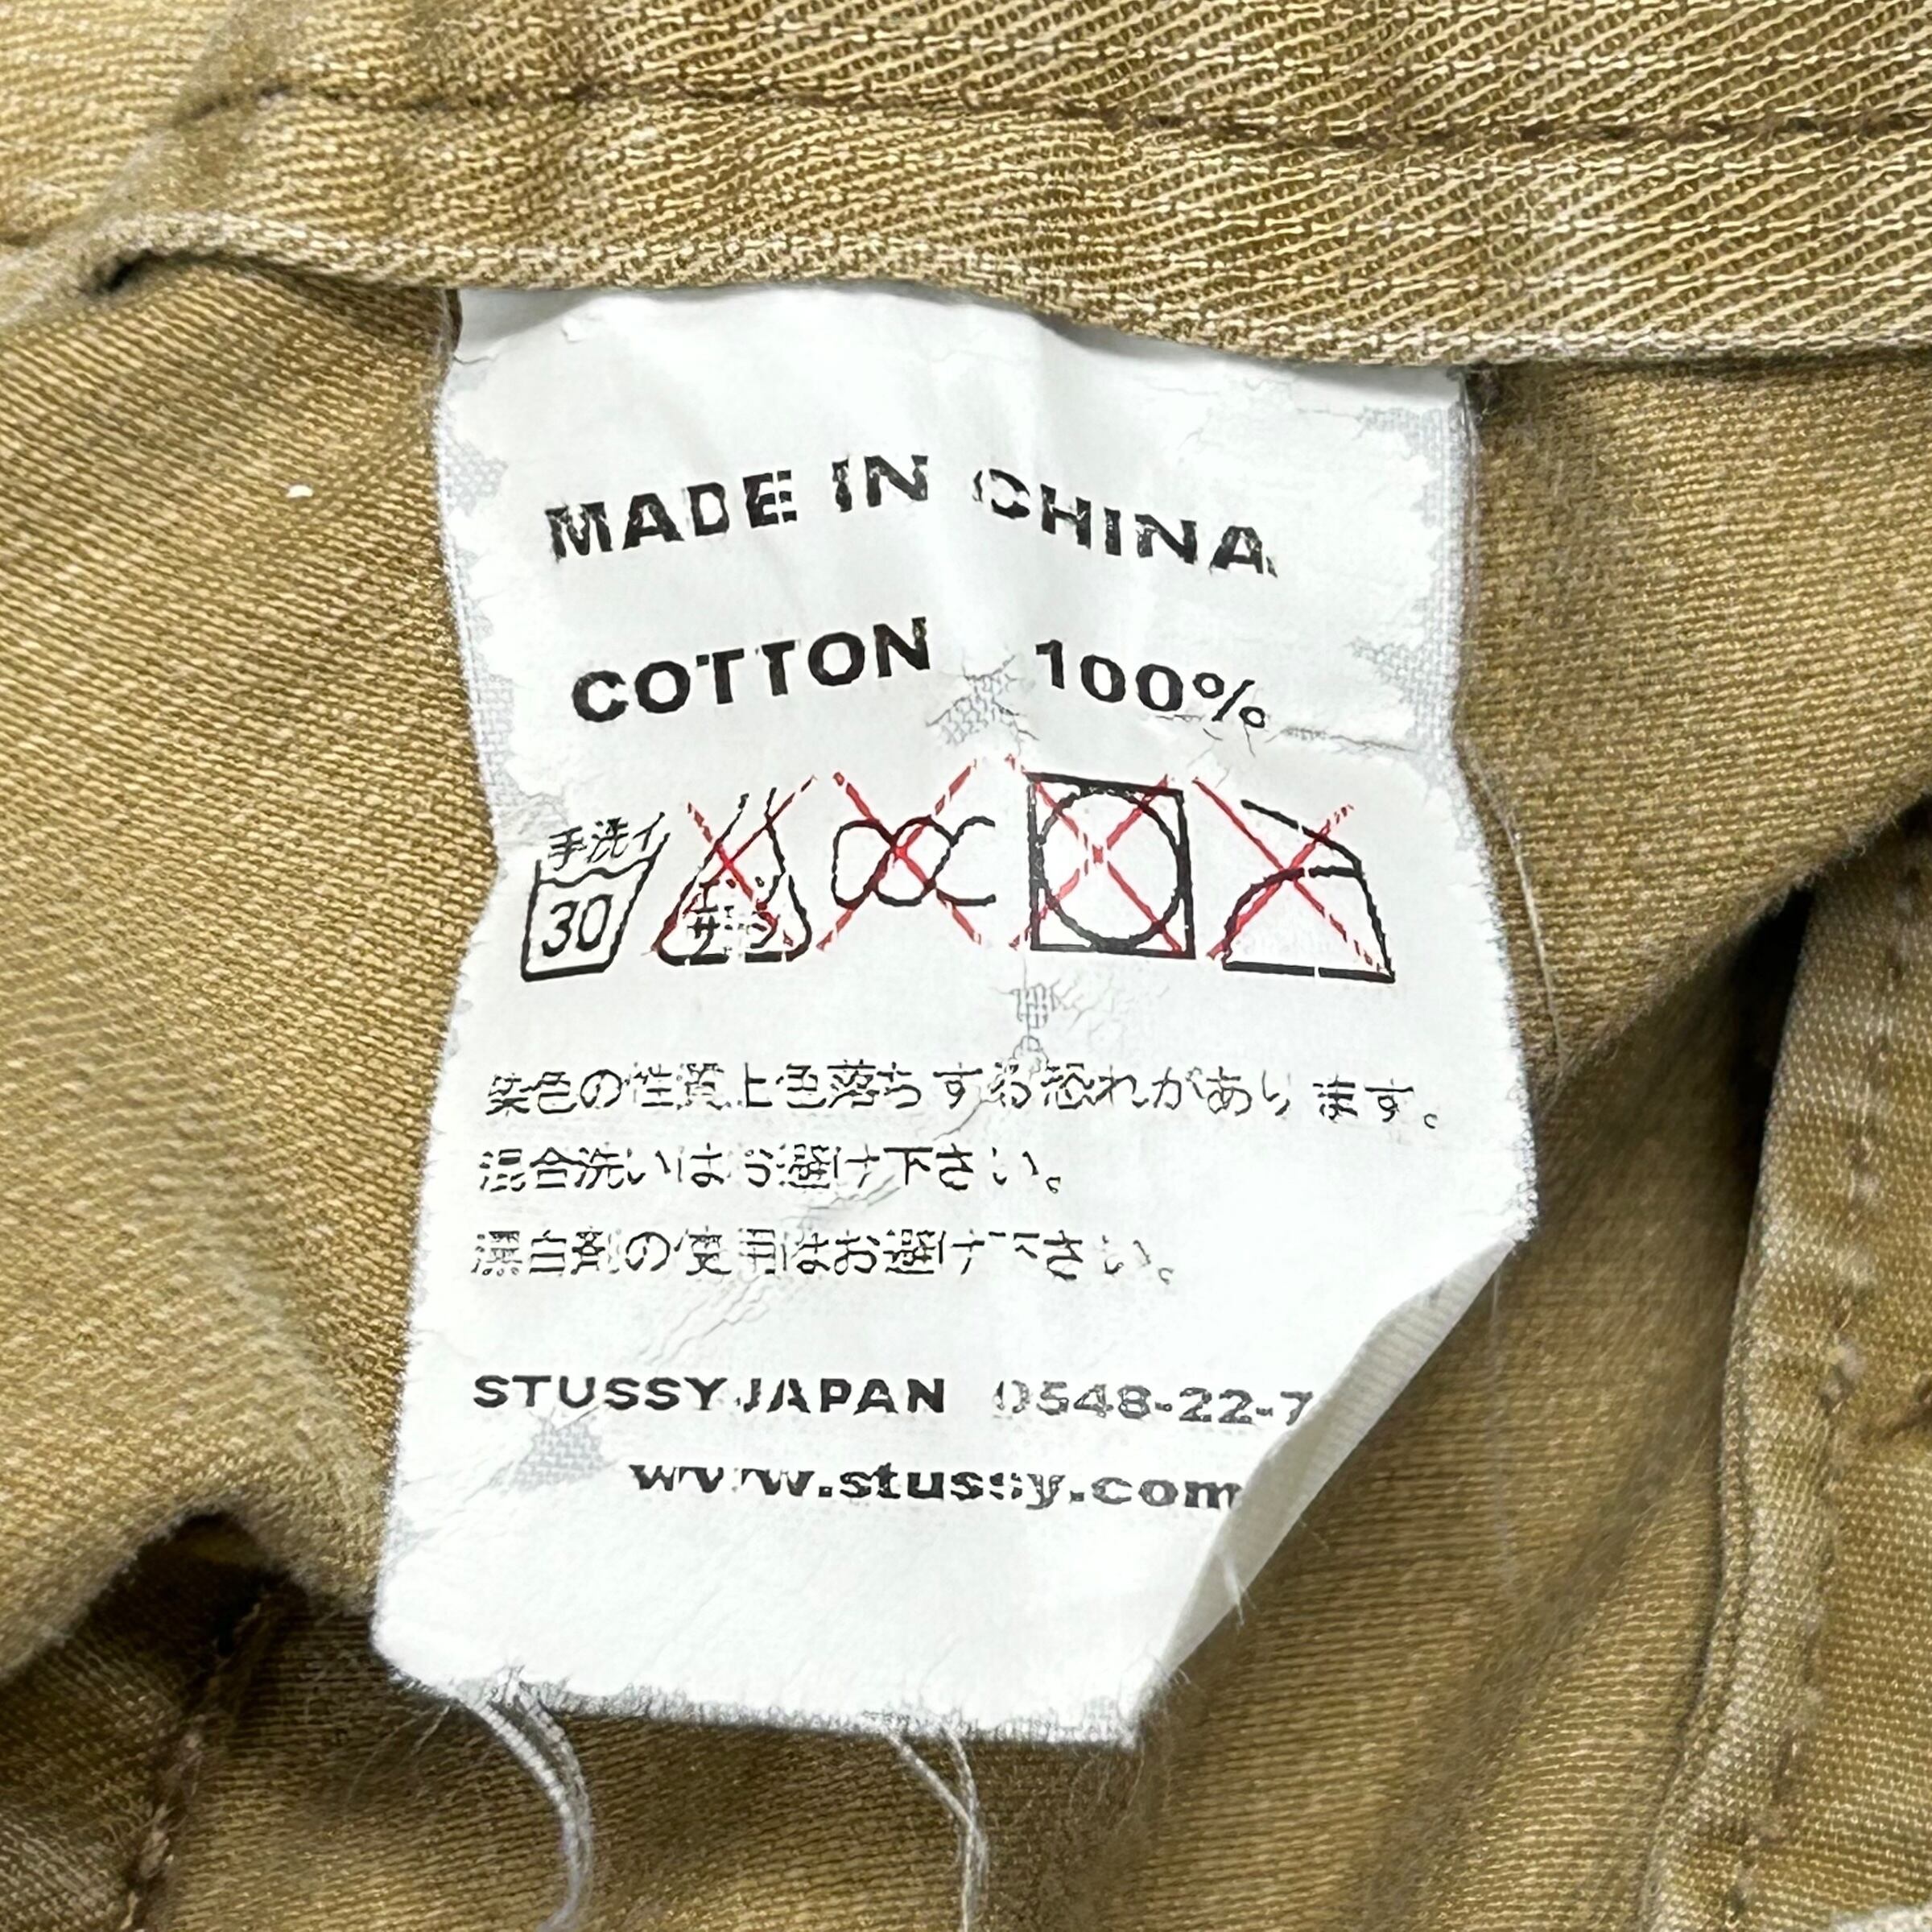 MADE IN CHINA
COTTON 100%
手洗イ
30
染色の性質上色落ちする恐れがあります。
混合洗いはお避け下さい。
漂白剤の使用はお避け下さい。
STUSSY JAPAN 0548-22-7
www.stussy.com